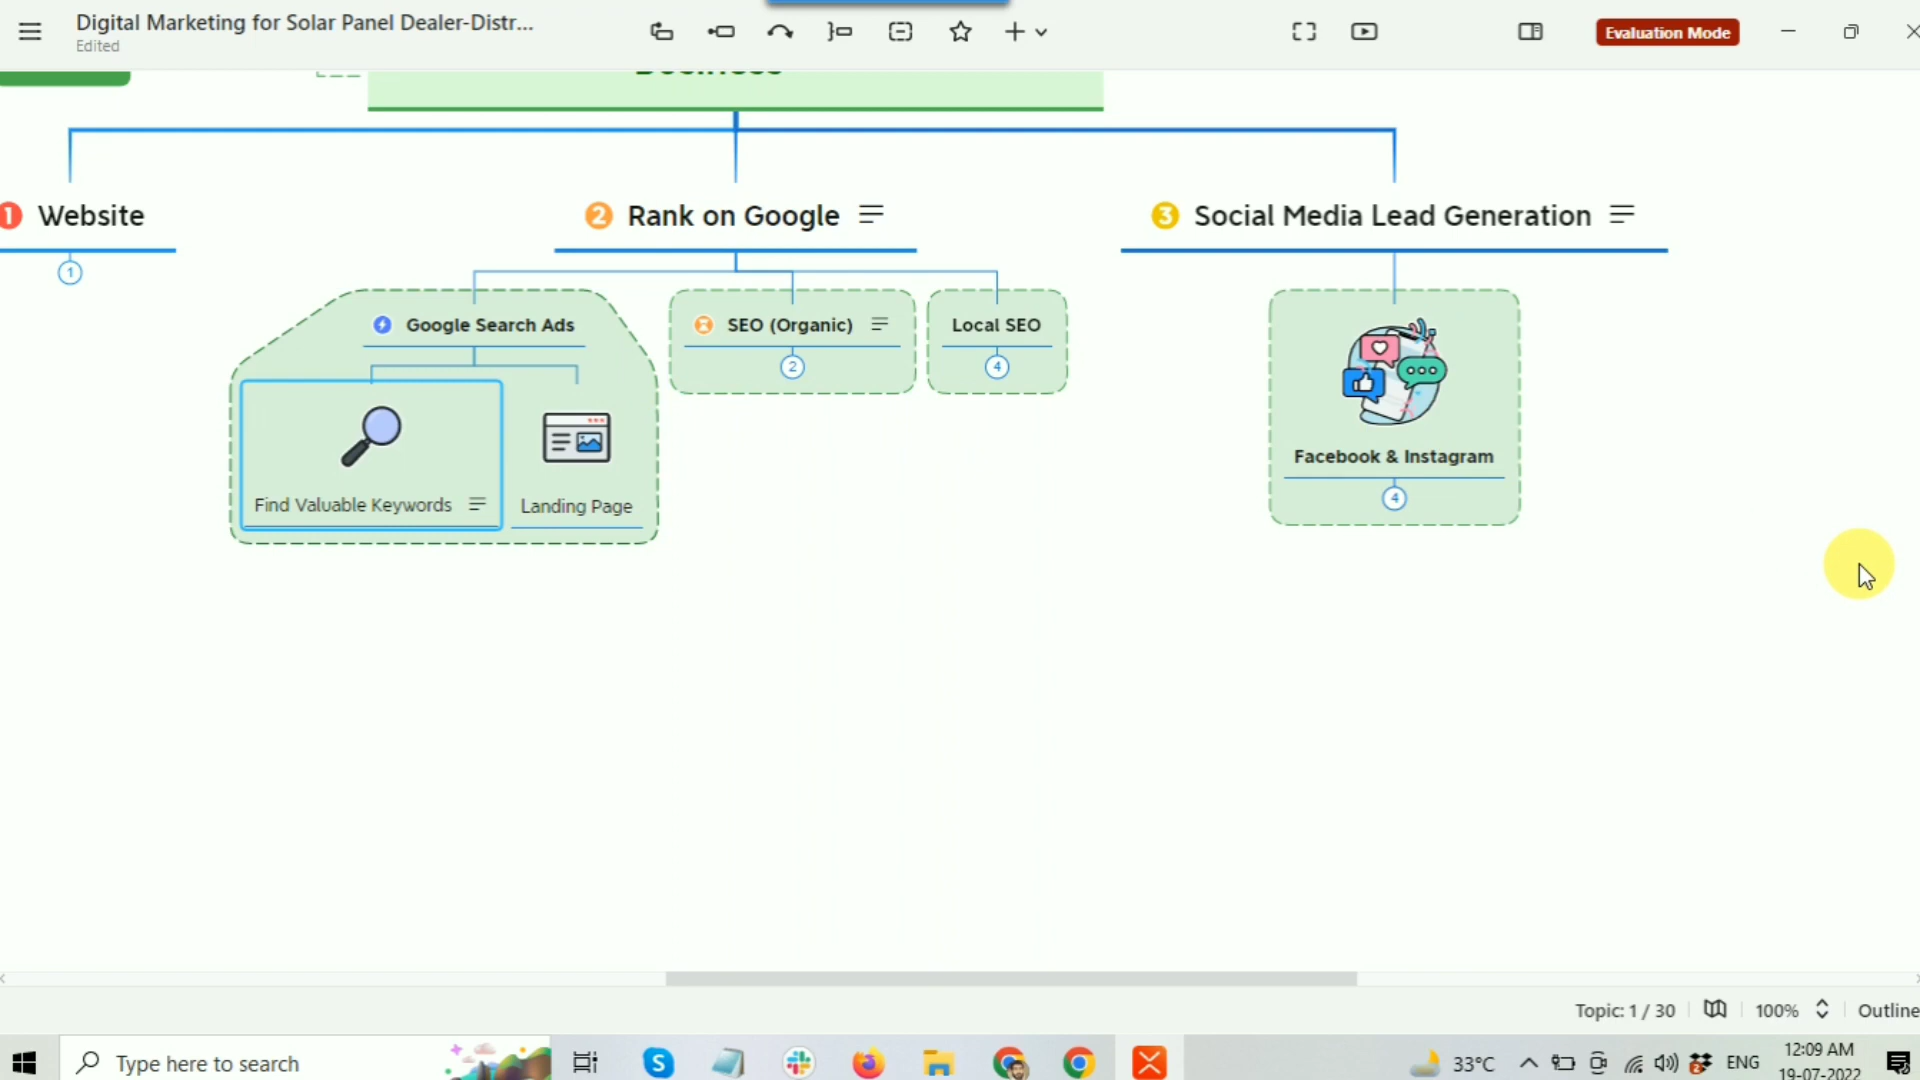 Digital Marketing for Solar Panel Dealer-Distr...
Edited
Evaluation Mode
Business
1 Website
2 Rank on Google
3 Social Media Lead Generation
1
Google Search Ads
SEO (Organic)
Local SEO
2
4
Find Valuable Keywords
Landing Page
Facebook & Instagram
4
Topic: 1 / 30
100%
Outline
Type here to search
33°C
ENG
12:09 AM
19-07-2022